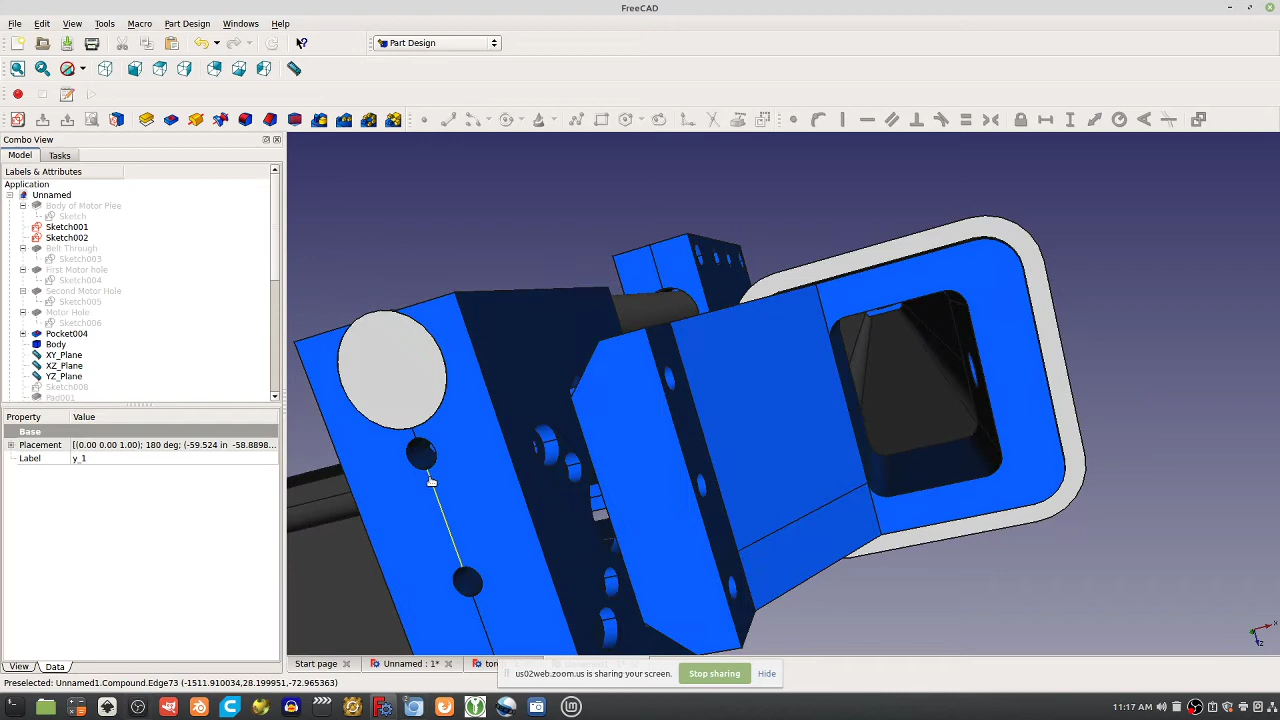 FreeCAD
File Edit View Tools Macro Part Design Windows Help
Part Design
Combo View
Model Tasks
Labels & Attributes
Application
Unnamed
Body of Motor Piee
Sketch
Sketch001
Sketch002
Belt Through
Sketch003
First Motor hole
Sketch004
Second Motor Hole
Sketch005
Motor Hole
Sketch006
Pocket004
Body
XY_Plane
XZ_Plane
YZ_Plane
Sketch008
Pad001
Property Value
Base
Placement [(0.00 0.00 1.00); 180 deg; (-59.524 in -58.8898...
Label y_1
View Data
Start page Unnamed : 1*
us02web.zoom.us is sharing your screen. Stop sharing Hide
Preselected: Unnamed1.Compound.Edge73 (-1511.910034,28.199951,-72.965363)
11:17 AM
x